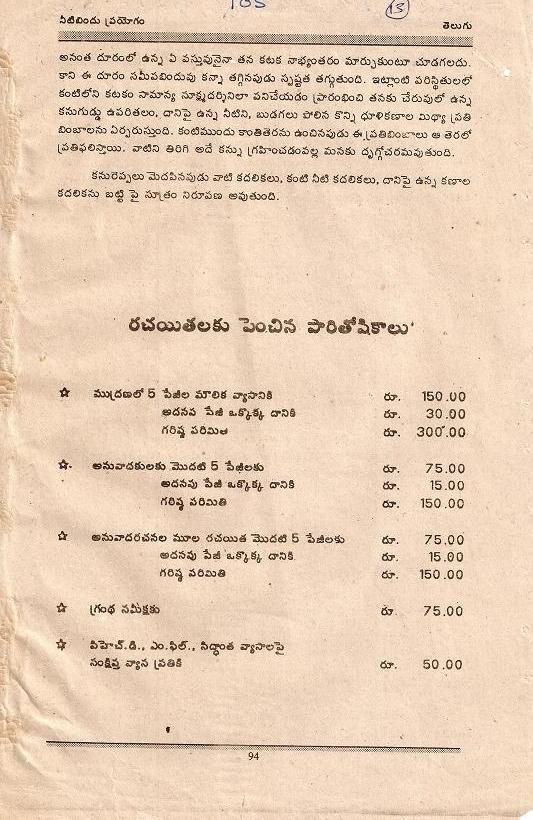 105
13
నీటిబిందు ప్రయోగం
తెలుగు
అనంత దూరంలో ఉన్న ఏ వస్తువునైనా తన కటక నాభ్యంతరం మార్చుకుంటూ చూడగలదు.
కాని ఈ దూరం సమీపబిందువు కన్నా తగ్గినపుడు స్పష్టత తగ్గుతుంది. ఇట్లాంటి పరిస్థితులలో
కంటిలోని కటకం సామాన్య సూక్ష్మదర్శినిలా పనిచేయడం ప్రారంభించి తనకు చేరువలో ఉన్న
కనుగుడ్డు ఉపరితలం, దానిపై ఉన్న నీటిని, బుడగలు పోలిన కొన్ని ధూళికణాల మిథ్యా ప్రతి
బింబాలను ఏర్పరుస్తుంది. కంటిముందు కాంతితెరను ఉంచినపుడు ఈ ప్రతిబింబాలు ఆ తెరలో
ప్రతిఫలిస్తాయి. వాటిని తిరిగి అదే కన్ను గ్రహించడంవల్ల మనకు దృగ్గోచరమవుతుంది.
కనురెప్పలు మెదపినపుడు వాటి కదలికలు, కంటి నీటి కదలికలు, దానిపై ఉన్న కణాల
కదలికను బట్టి పై సూత్రం నిరూపణ అవుతుంది.
రచయితలకు పెంచిన పారితోషికాలు
☆ ముద్రణలో 5 పేజీల మౌలిక వ్యాసానికి రూ. 150.00
అదనపు పేజీ ఒక్కొక్క దానికి రూ. 30.00
గరిష్ఠ పరిమితి రూ. 300.00
☆ అనువాదకులకు మొదటి 5 పేజీలకు రూ. 75.00
అదనపు పేజీ ఒక్కొక్క దానికి రూ. 15.00
గరిష్ఠ పరిమితి రూ. 150.00
☆ అనువాదరచనల మూల రచయిత మొదటి 5 పేజీలకు రూ. 75.00
అదనపు పేజీ ఒక్కొక్క దానికి. రూ. 15.00
గరిష్ఠ పరిమితి రూ. 150.00
☆ గ్రంథ సమీక్షకు రూ. 75.00
☆ పిహెచ్.డి., ఎం.ఫిల్., సిద్ధాంత వ్యాసాలపై
సంక్షిప్త వ్యాస ప్రతికి రూ. 50.00
94